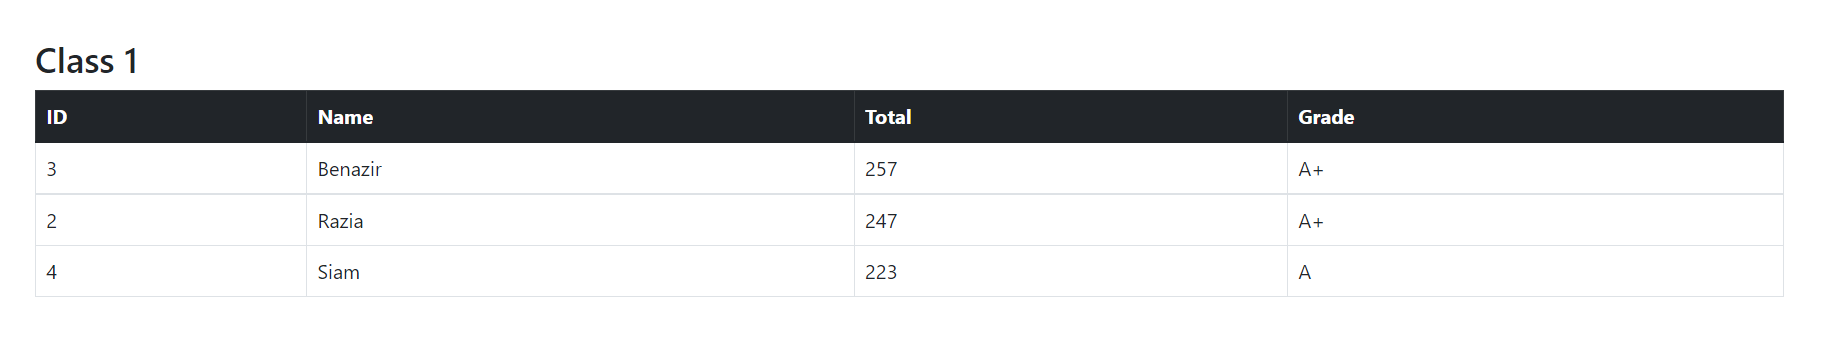 Class 1
ID Name Total Grade
3 Benazir 257 A+
2 Razia 247 A+
4 Siam 223 A